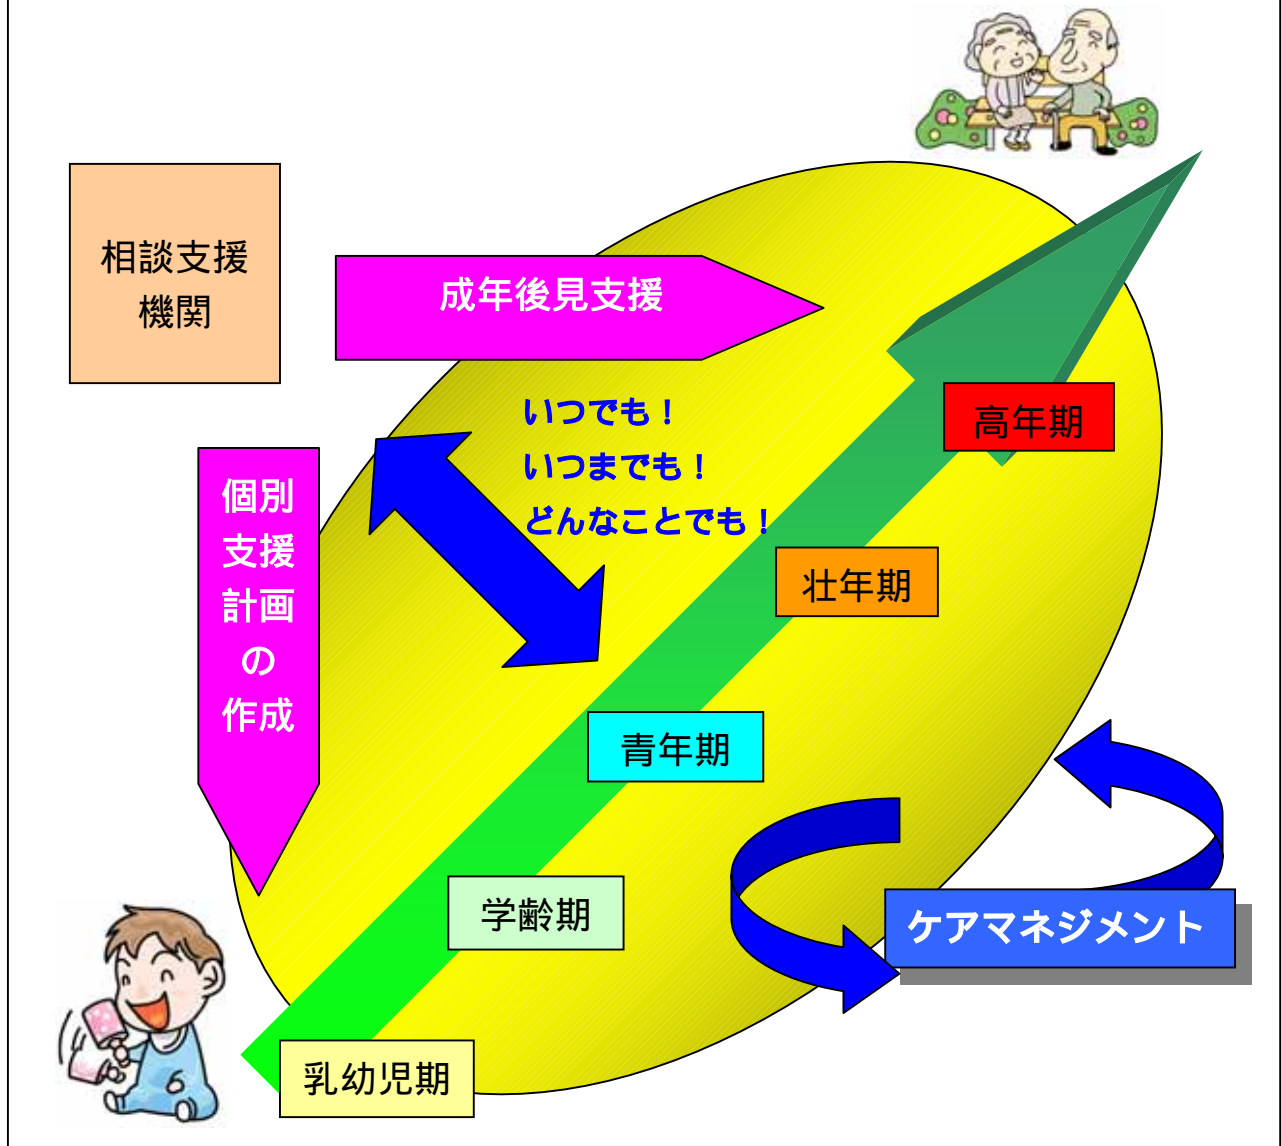 相談支援
機関
成年後見支援
いつでも！
いつまでも！
どんなことでも！
個別
支援
計画
の
作成
高年期
壮年期
青年期
学齢期
乳幼児期
ケアマネジメント